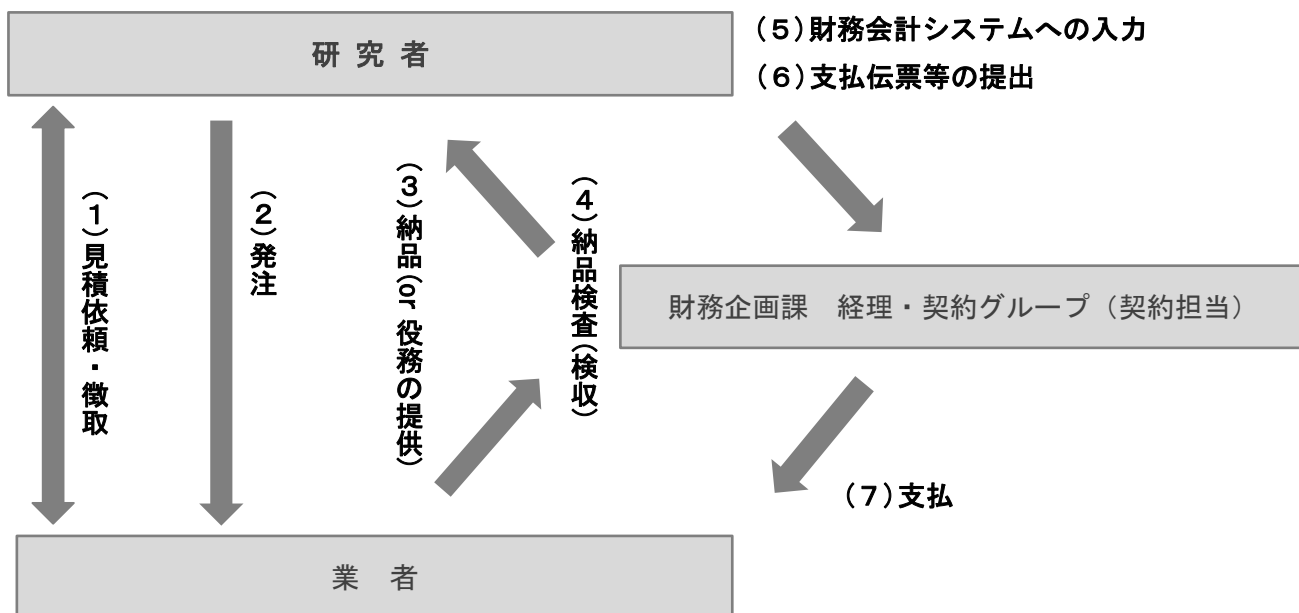 研 究 者
（５）財務会計システムへの入力
（６）支払伝票等の提出
（１）見積依頼・徴取
（２）発注
（３）納品（or 役務の提供）
（４）納品検査（検収）
財務企画課　経理・契約グループ（契約担当）
（７）支払
業　者